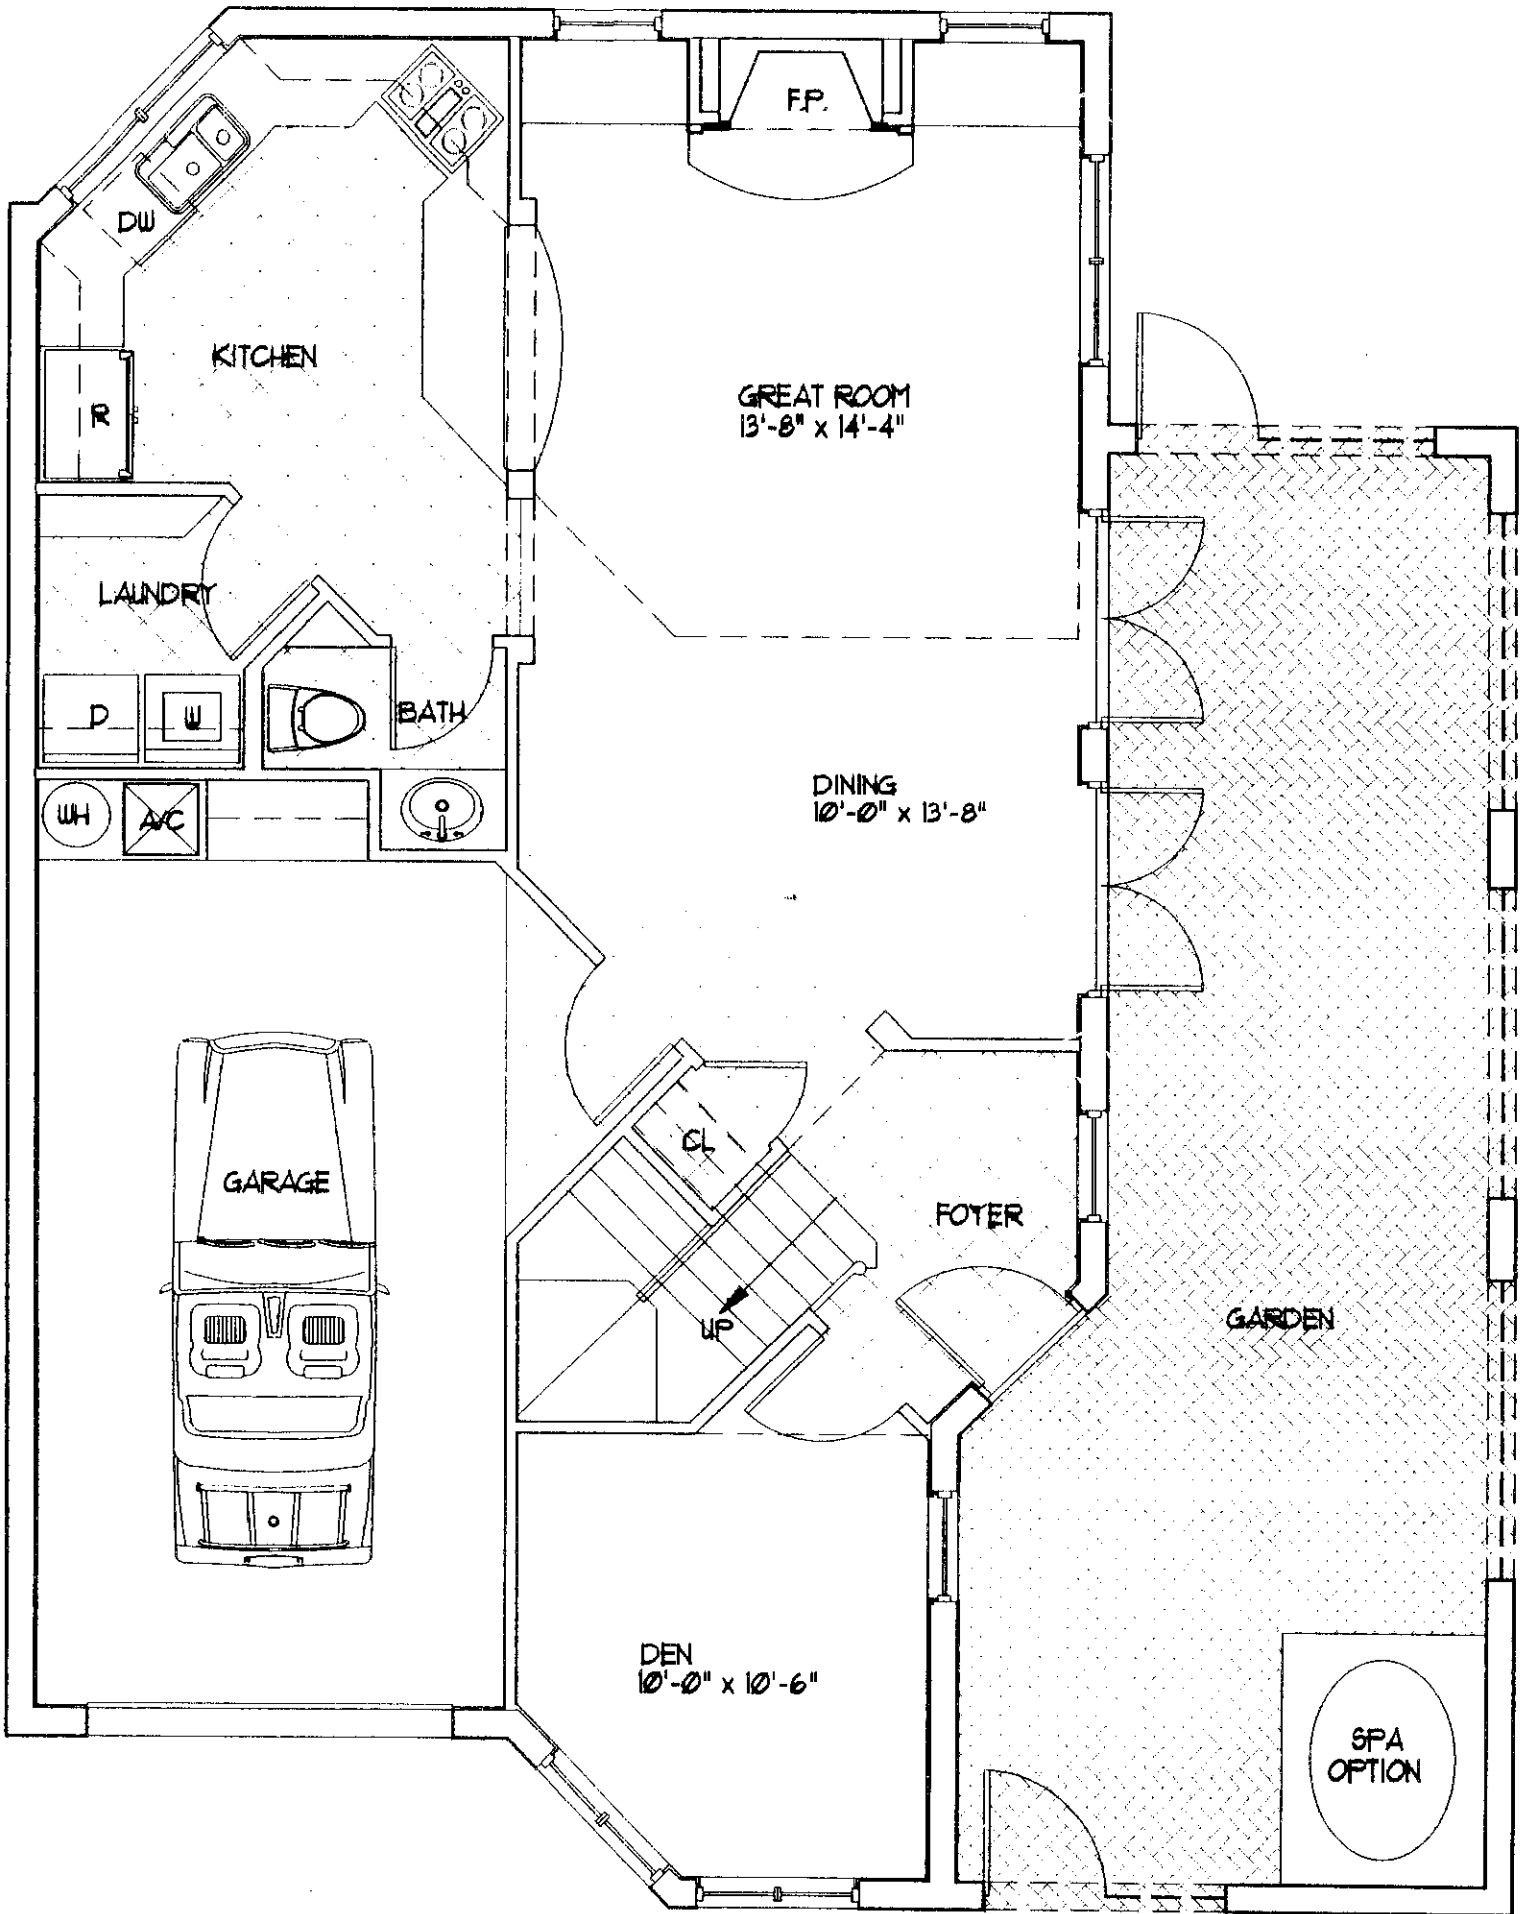 F.P.
DW
KITCHEN
R
GREAT ROOM
13'-8" x 14'-4"
LAUNDRY
D
W
BATH
DINING
10'-0" x 13'-8"
WH
A/C
CL
GARAGE
FOYER
UP
GARDEN
DEN
10'-0" x 10'-6"
SPA
OPTION